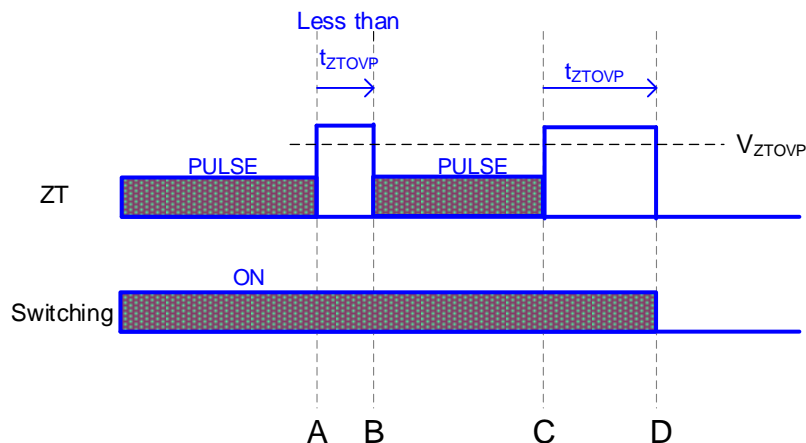 Less than
tZTOVP
tZTOVP
VZTOVP
PULSE
PULSE
ZT
ON
Switching
A B C D